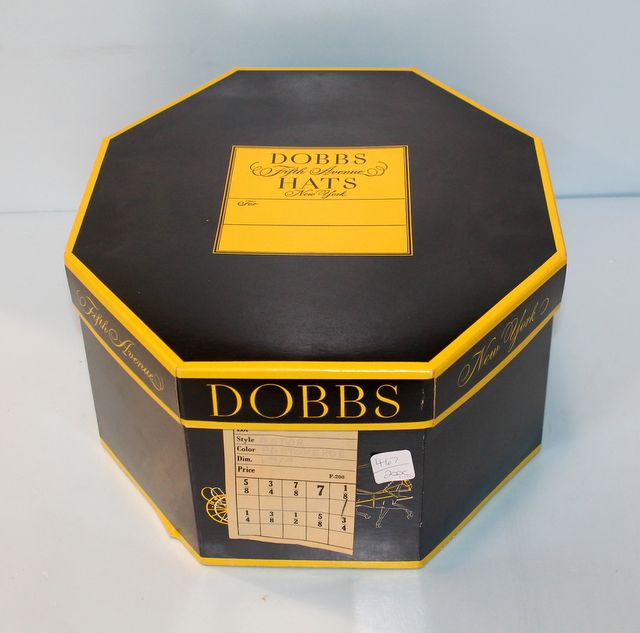 DOBBS
Fifth Avenue
HATS
New York
For
Fifth Avenue
DOBBS
New York
Style
Color
Dim.
Price
F-200
5/8 3/4 7/8 7 1/8
1/4 3/8 1/2 5/8 3/4
467